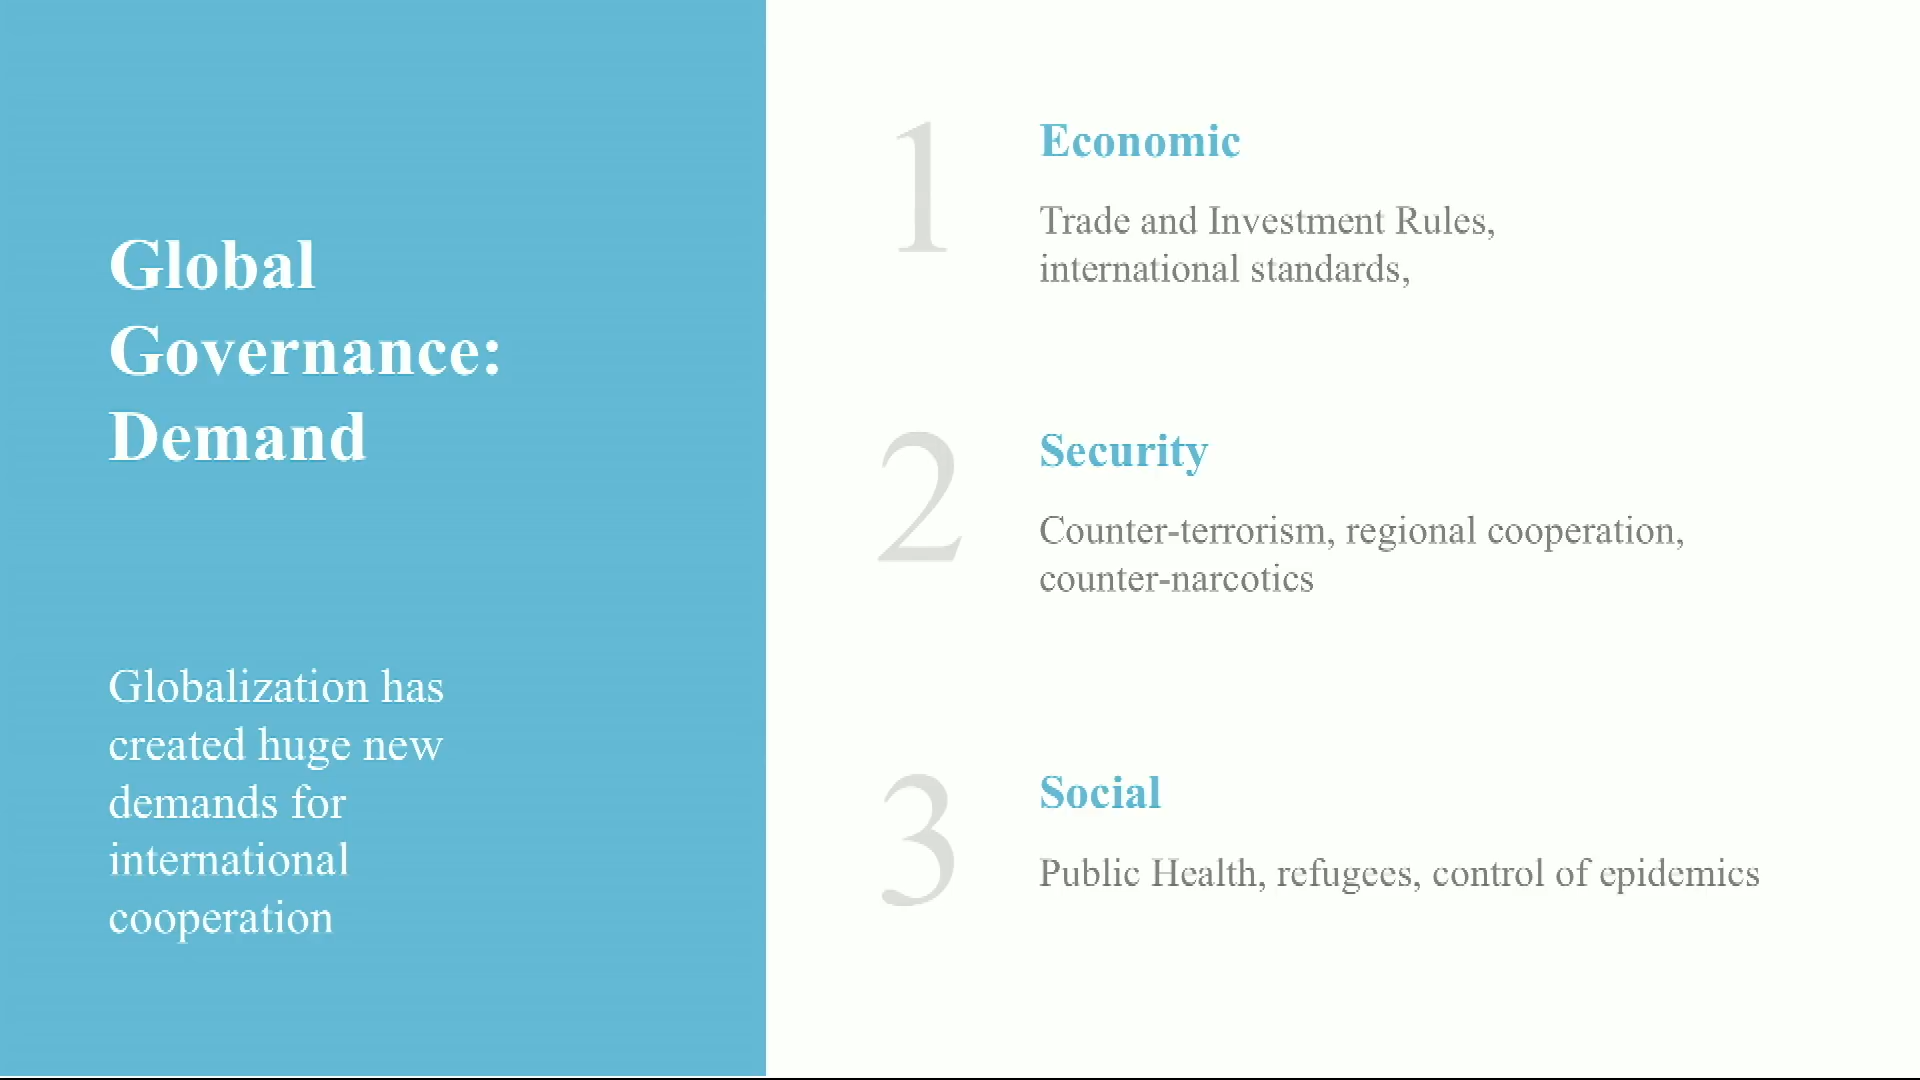 Global
Governance:
Demand
Globalization has
created huge new
demands for
international
cooperation
1
Economic
Trade and Investment Rules,
international standards,
2
Security
Counter-terrorism, regional cooperation,
counter-narcotics
3
Social
Public Health, refugees, control of epidemics